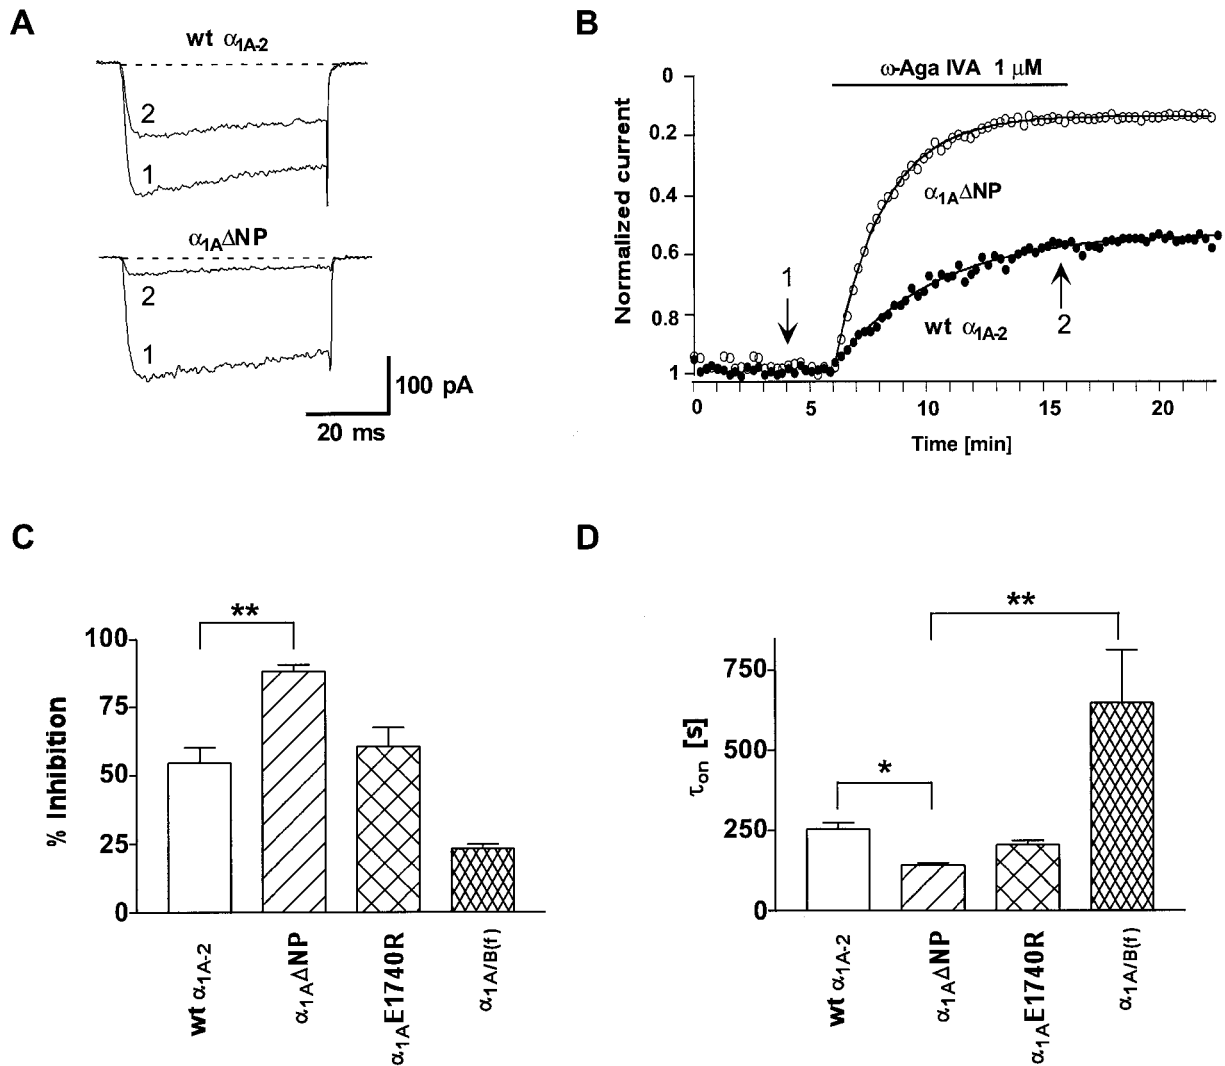 A
wt α1A-2
2
1
α1AΔNP
2
1
100 pA
20 ms
B
ω-Aga IVA 1 μM
Normalized current
0
0.2
0.4
0.6
0.8
1
α1AΔNP
1
wt α1A-2
2
0 5 10 15 20
Time [min]
C
**
% Inhibition
100
75
50
25
0
wt α1A-2
α1AΔNP
α1AE1740R
α1A/B(f)
D
**
*
τon [s]
750
500
250
0
wt α1A-2
α1AΔNP
α1AE1740R
α1A/B(f)